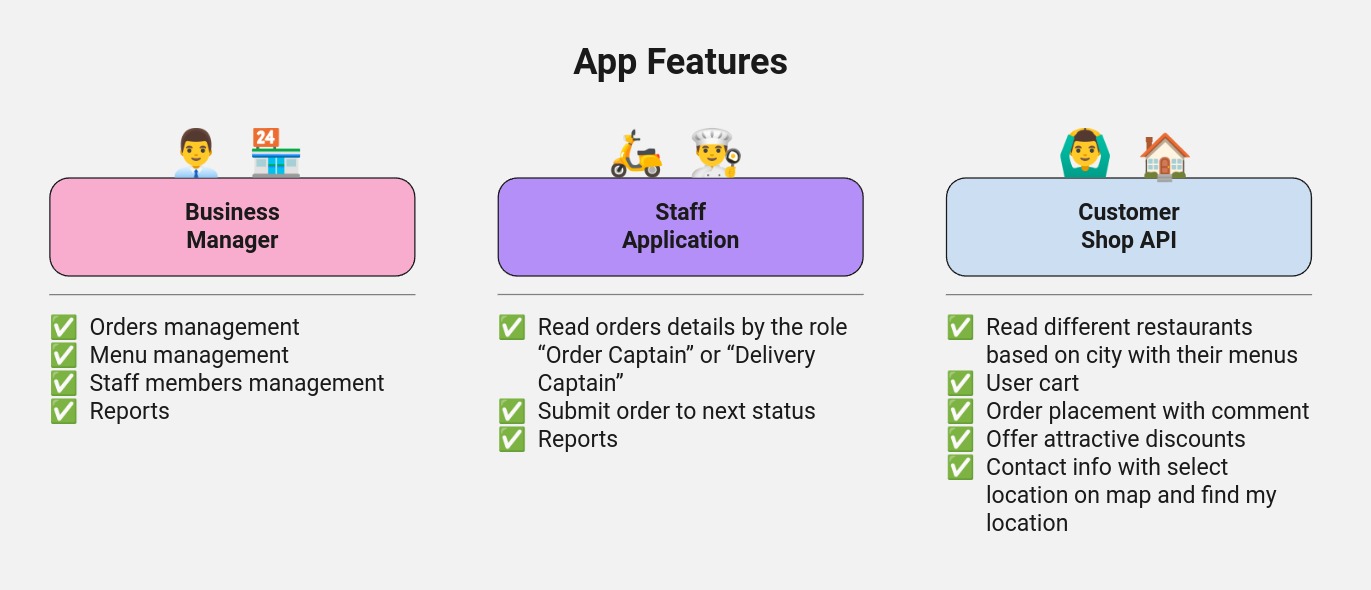 App Features
24
Business
Manager
Orders management
Menu management
Staff members management
Reports
Staff
Application
Read orders details by the role
“Order Captain” or “Delivery
Captain”
Submit order to next status
Reports
Customer
Shop API
Read different restaurants
based on city with their menus
User cart
Order placement with comment
Offer attractive discounts
Contact info with select
location on map and find my
location